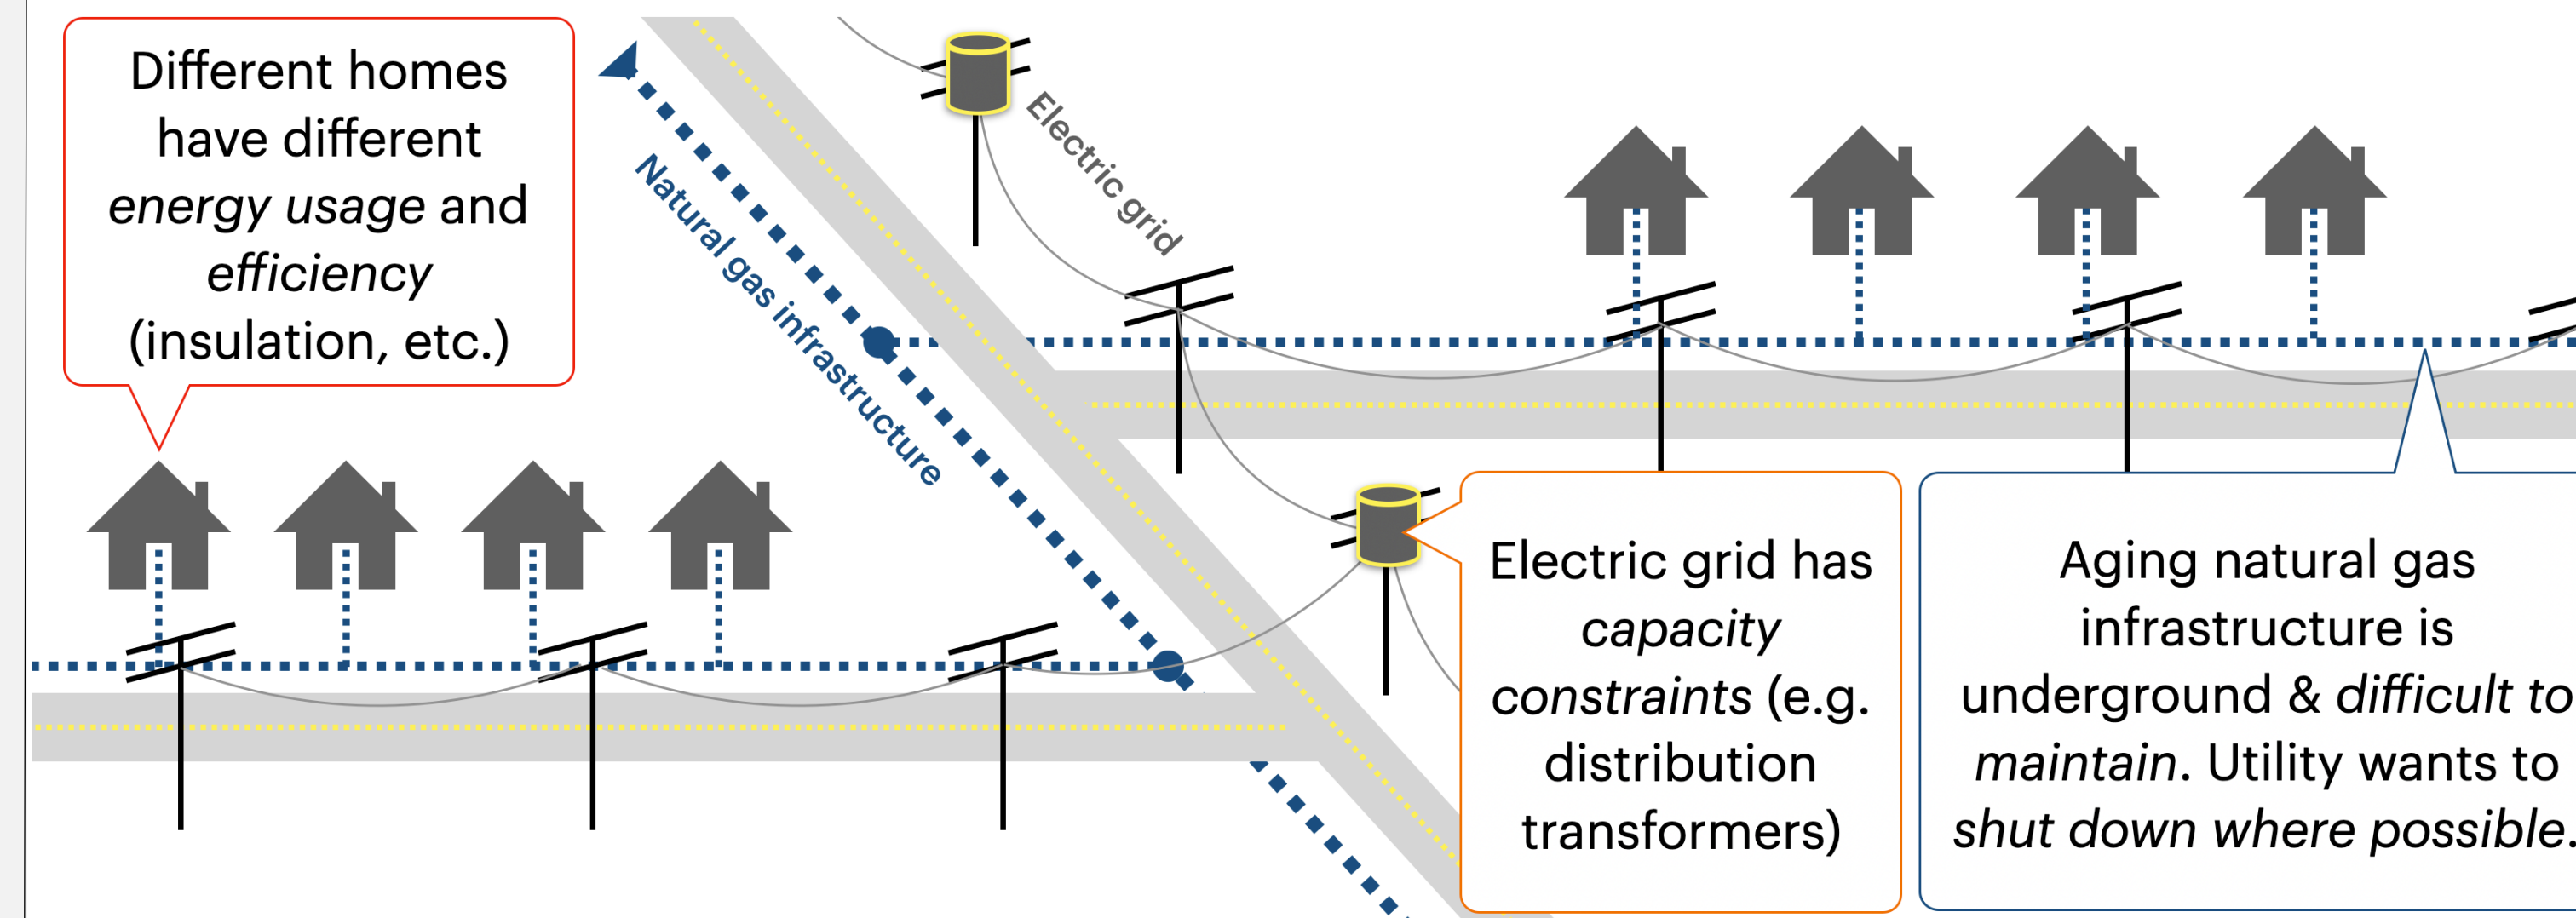 Different homes
have different
energy usage and
efficiency
(insulation, etc.)
Natural gas infrastructure
Electric grid
Electric grid has
capacity
constraints (e.g.
distribution
transformers)
Aging natural gas
infrastructure is
underground & difficult to
maintain. Utility wants to
shut down where possible.